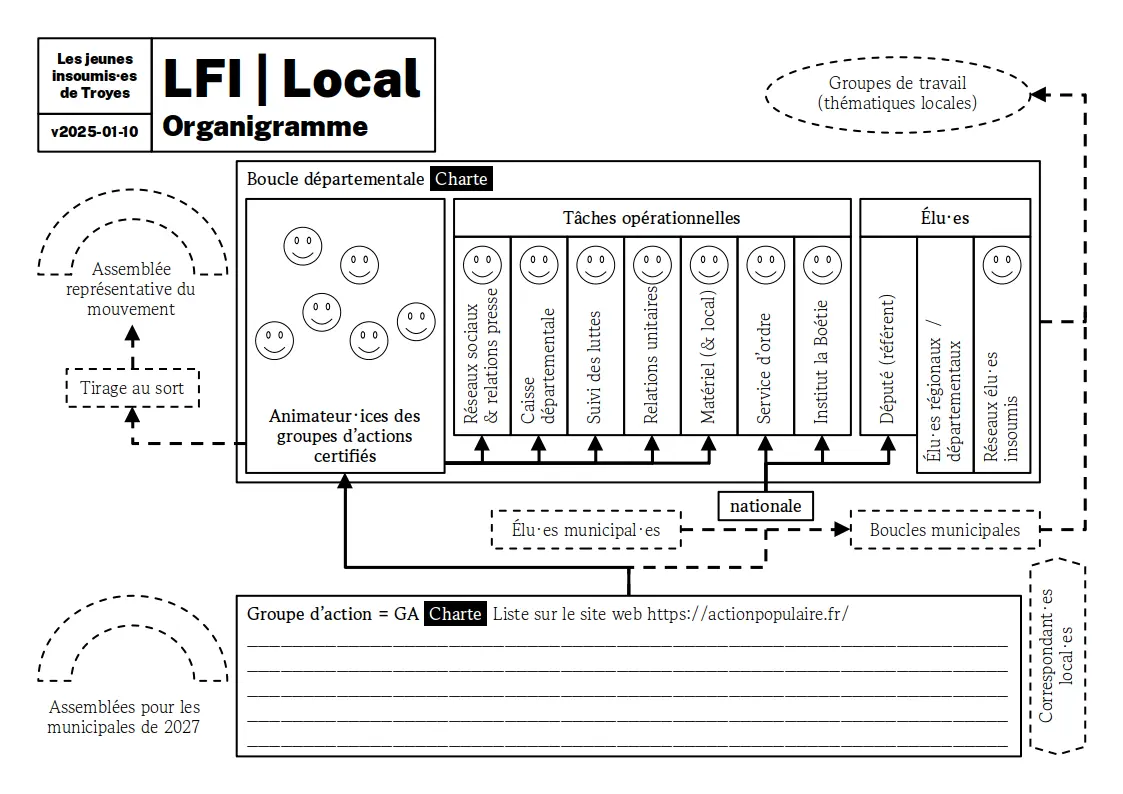 Les jeunes
insoumis·es
de Troyes
v2025-01-10
LFI | Local
Organigramme
Groupes de travail
(thématiques locales)
Boucle départementale Charte
Tâches opérationnelles
Élu·es
Assemblée
représentative du
mouvement
Tirage au sort
Animateur·ices des
groupes d'actions
certifiés
Réseaux sociaux
& relations presse
Caisse
départementale
Suivi des luttes
Relations unitaires
Matériel (& local)
Service d'ordre
Institut la Boétie
Député (référent)
Élu·es régionaux /
départementaux
Réseaux élu·es
insoumis
nationale
Élu·es municipal·es
Boucles municipales
Groupe d'action = GA Charte Liste sur le site web https://actionpopulaire.fr/
Correspondant·es
local·es
Assemblées pour les
municipales de 2027